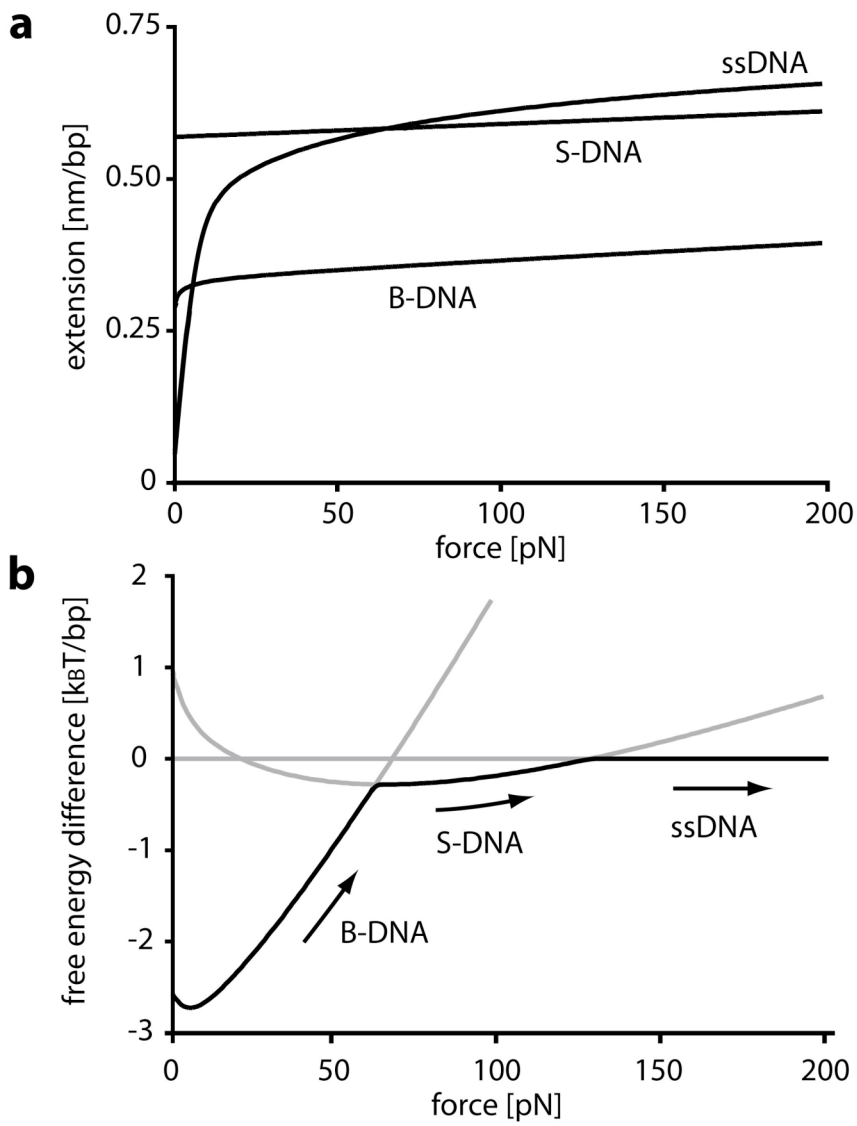 a
0.75
0.50
0.25
0
extension [nm/bp]
ssDNA
S-DNA
B-DNA
0 50 100 150 200
force [pN]
b
2
1
0
-1
-2
-3
free energy difference [kBT/bp]
S-DNA
ssDNA
B-DNA
0 50 100 150 200
force [pN]